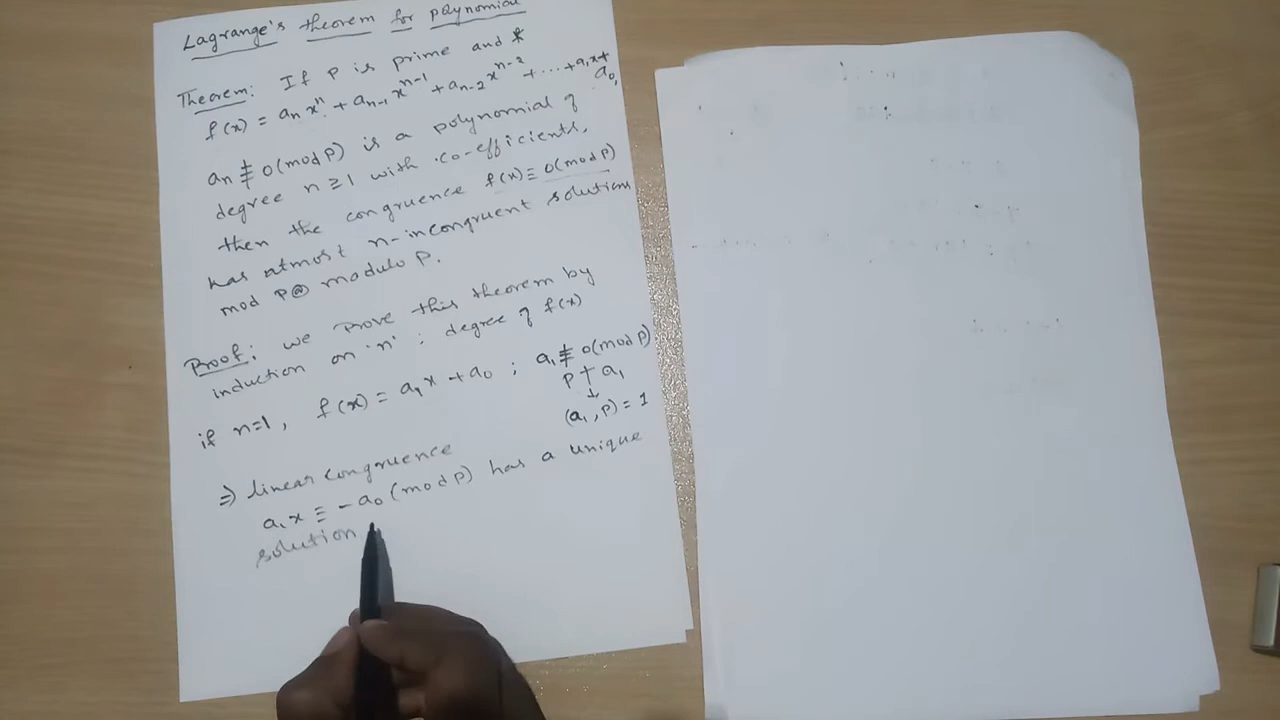 Lagrange's theorem for polynomial
Theorem: If P is prime and
f(x) = aₙxⁿ + aₙ₋₁xⁿ⁻¹ + aₙ₋₂xⁿ⁻² + ... + a₁x + a₀,
aₙ ≢ 0(mod P) is a polynomial of
degree n ≥ 1 with co-efficients,
then the congruence f(x) ≡ 0(mod P)
has atmost n-incongruent solutions
mod P modulo P.
Proof: we prove this theorem by
induction on 'n'; degree of f(x)
if n=1, f(x) = a₁x + a₀ ; a₁ ≢ 0(mod P)
P ∤ a₁
↓
(a₁, P) = 1
⇒ linear congruence
a₁x ≡ -a₀ (mod P) has a unique
solution